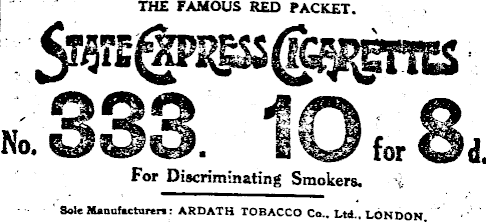 THE FAMOUS RED PACKET.
STATE EXPRESS CIGARETTES
No. 333. 10 for 8d.
For Discriminating Smokers.
Sole Manufacturers: ARDATH TOBACCO Co., Ltd., LONDON.